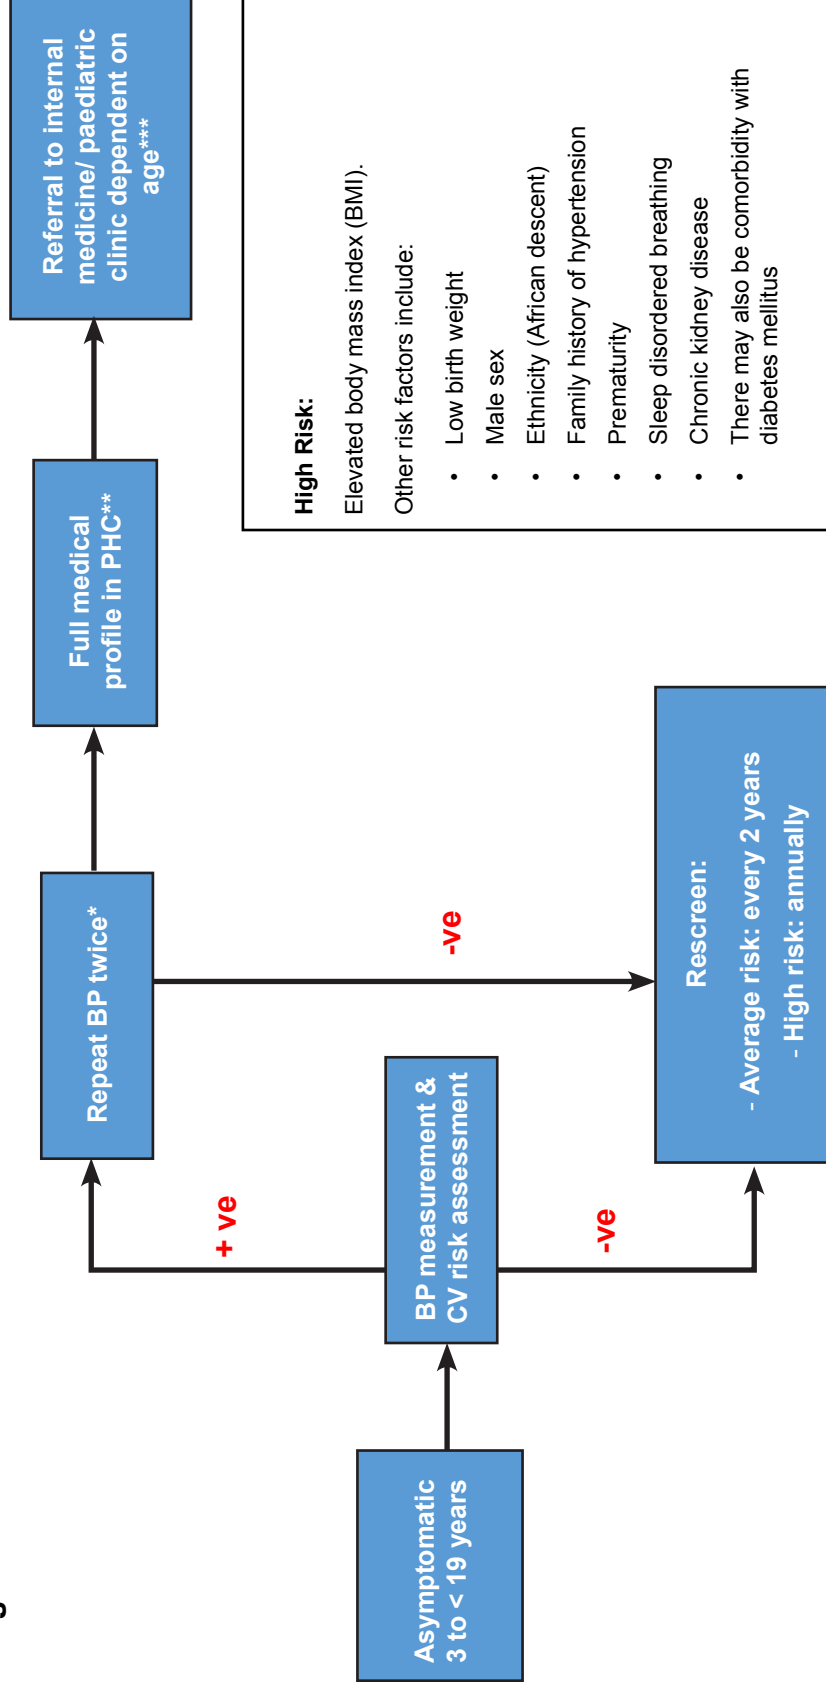 Asymptomatic
3 to < 19 years
BP measurement &
CV risk assessment
+ ve
-ve
Repeat BP twice*
-ve
Rescreen:
- Average risk: every 2 years
- High risk: annually
Full medical
profile in PHC**
Referral to internal
medicine/ paediatric
clinic dependent on
age***
High Risk:
Elevated body mass index (BMI).
Other risk factors include:
• Low birth weight
• Male sex
• Ethnicity (African descent)
• Family history of hypertension
• Prematurity
• Sleep disordered breathing
• Chronic kidney disease
• There may also be comorbidity with
diabetes mellitus